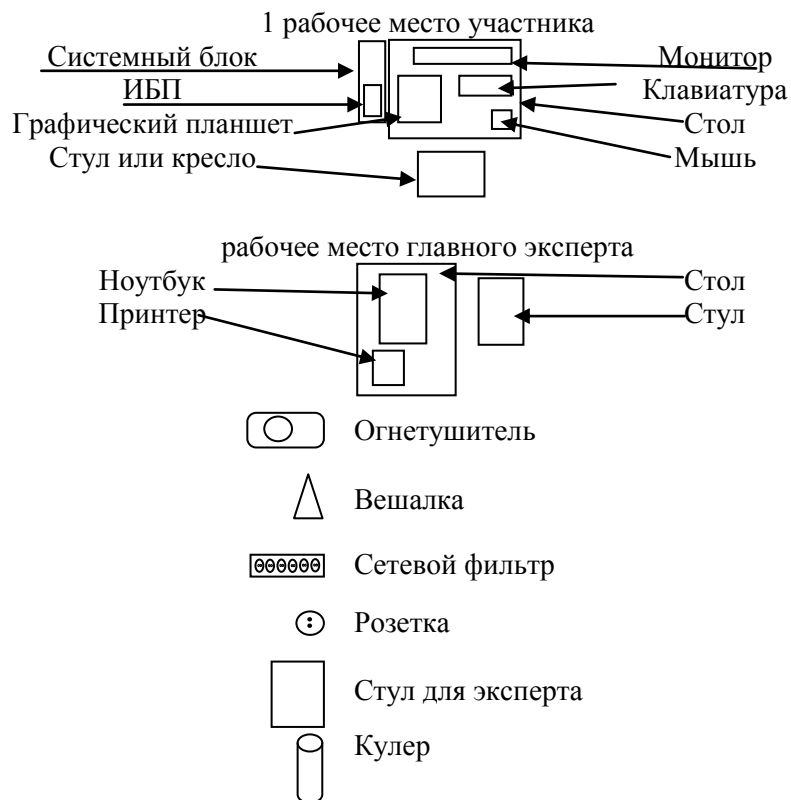 1 рабочее место участника
Системный блок
Монитор
ИБП
Клавиатура
Графический планшет
Стол
Стул или кресло
Мышь
рабочее место главного эксперта
Ноутбук
Стол
Принтер
Стул
Огнетушитель
Вешалка
Сетевой фильтр
Розетка
Стул для эксперта
Кулер